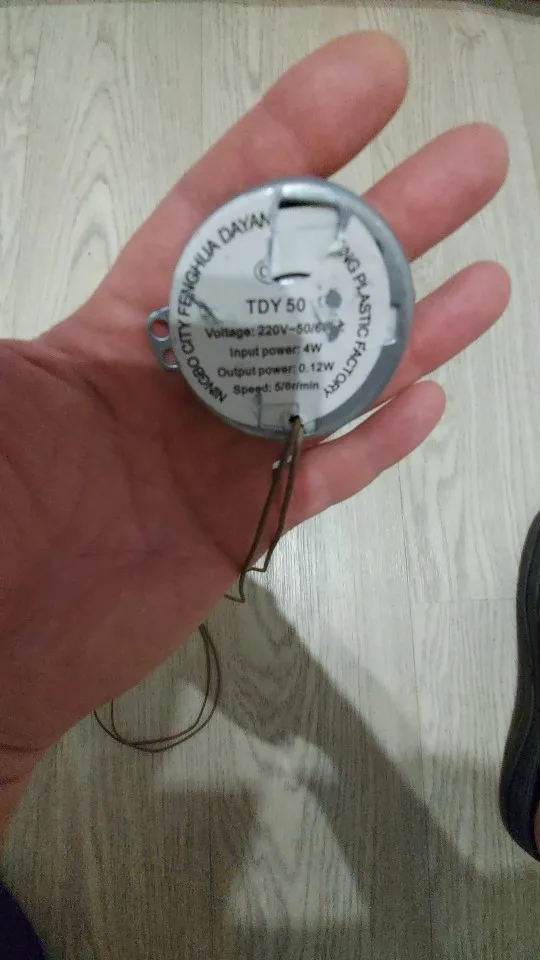 NINGBO CITY FENGHUA DAYAN
PLASTIC FACTORY
TDY 50
Voltage: 220V~50/6
Input power: 4W
Output power: 0.12W
Speed: 5/6r/min